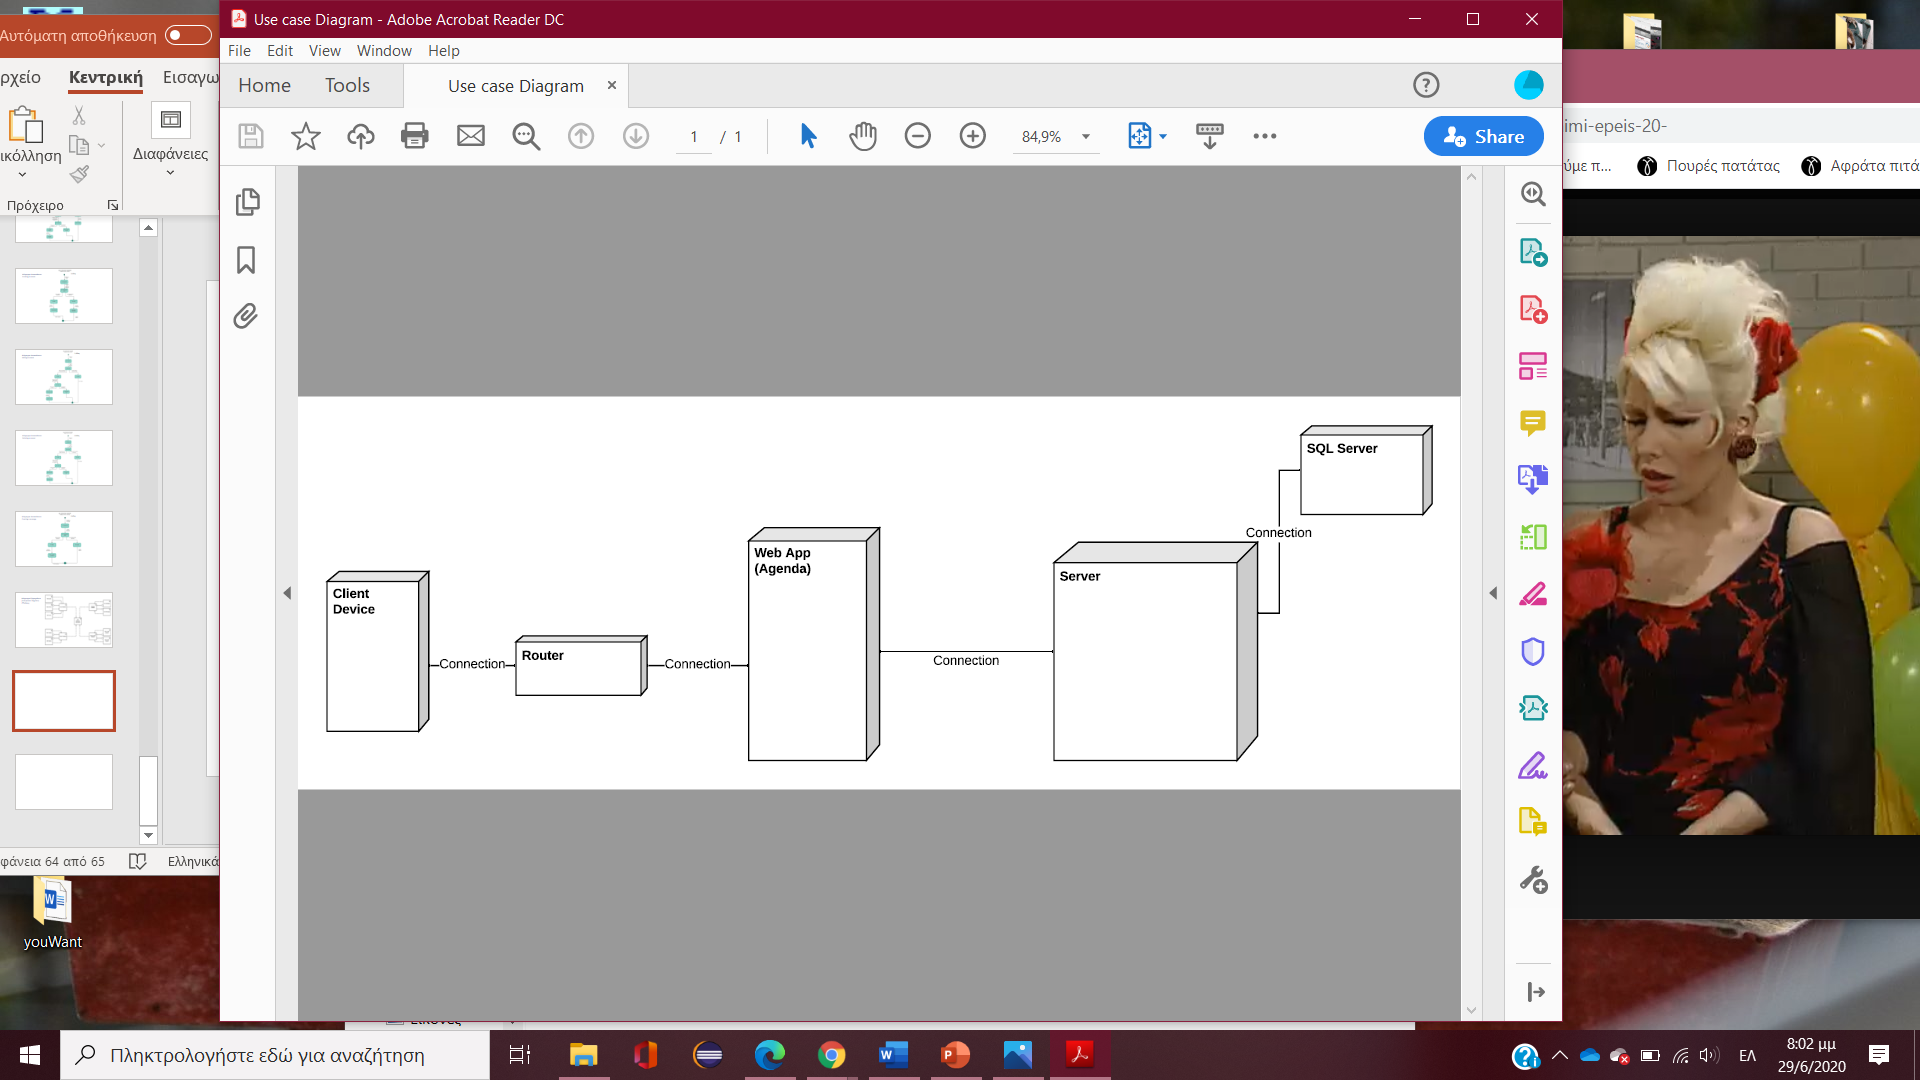 Αυτόματη αποθήκευση
ρχείο
Κεντρική
Εισαγω
ικόλληση
Διαφάνειες
Πρόχειρο
φάνεια 64 από 65
Ελληνικά
youWant
Use case Diagram - Adobe Acrobat Reader DC
File Edit View Window Help
Home Tools Use case Diagram
1 / 1
84,9%
Share
Client
Device
Connection
Router
Connection
Web App
(Agenda)
Connection
Server
Connection
SQL Server
imi-epeis-20-
ύμε π...
Πουρές πατάτας
Αφράτα πιτά
Πληκτρολογήστε εδώ για αναζήτηση
ΕΛ
8:02 μμ
29/6/2020